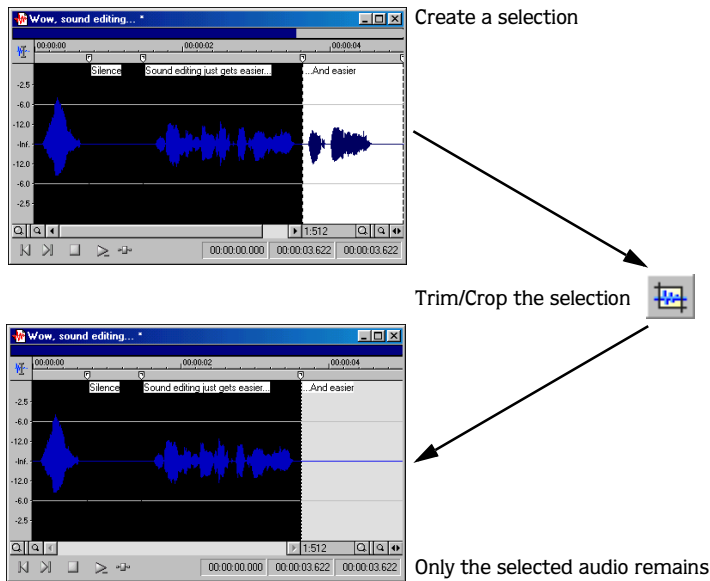 Wow, sound editing... *
Create a selection
00:00:00 00:00:02 00:00:04
Silence Sound editing just gets easier... ...And easier
-2.5
-6.0
-12.0
-Inf.
-12.0
-6.0
-2.5
1:512
00:00:00.000 00:00:03.622 00:00:03.622
Trim/Crop the selection
Wow, sound editing... *
00:00:00 00:00:02 00:00:04
Silence Sound editing just gets easier... ...And easier
-2.5
-6.0
-12.0
-Inf.
-12.0
-6.0
-2.5
1:512
00:00:00.000 00:00:03.622 00:00:03.622
Only the selected audio remains